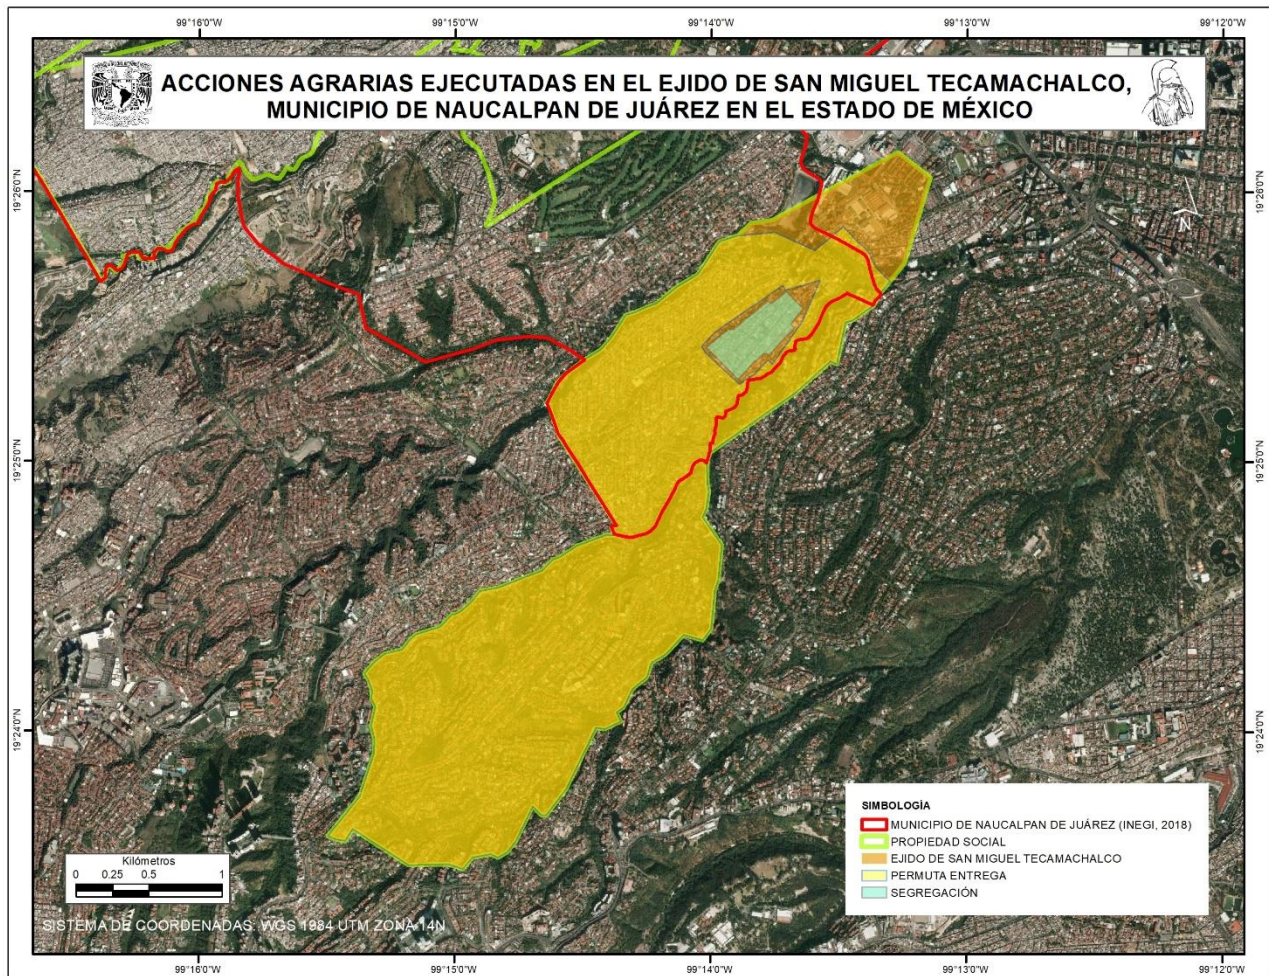 99°16'0"W
99°15'0"W
99°14'0"W
99°13'0"W
99°12'0"W
ACCIONES AGRARIAS EJECUTADAS EN EL EJIDO DE SAN MIGUEL TECAMACHALCO,
MUNICIPIO DE NAUCALPAN DE JUÁREZ EN EL ESTADO DE MÉXICO
19°26'0"N
19°26'0"N
N
19°25'0"N
19°25'0"N
19°24'0"N
19°24'0"N
SIMBOLOGÍA
MUNICIPIO DE NAUCALPAN DE JUÁREZ (INEGI, 2018)
PROPIEDAD SOCIAL
EJIDO DE SAN MIGUEL TECAMACHALCO
PERMUTA ENTREGA
SEGREGACIÓN
Kilómetros
0 0.25 0.5 1
SISTEMA DE COORDENADAS: WGS 1984 UTM ZONA 14N
99°16'0"W
99°15'0"W
99°14'0"W
99°13'0"W
99°12'0"W